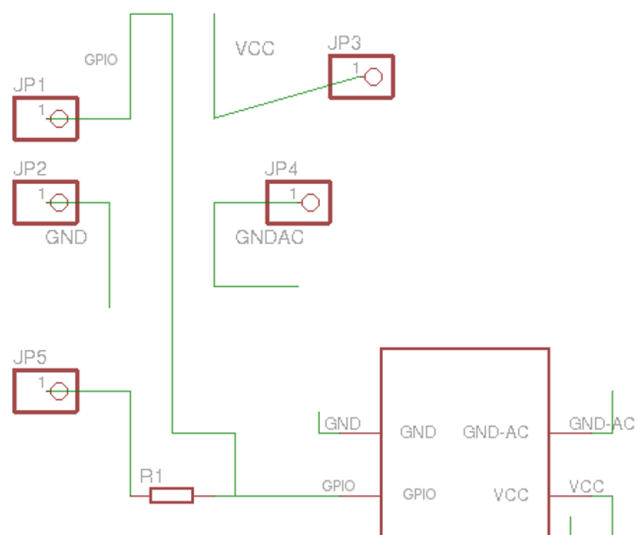 GPIO
VCC
JP3
1
JP1
1
JP2
1
GND
JP4
1
GNDAC
JP5
1
R1
GND
GND
GND-AC
GND-AC
GPIO
GPIO
VCC
VCC